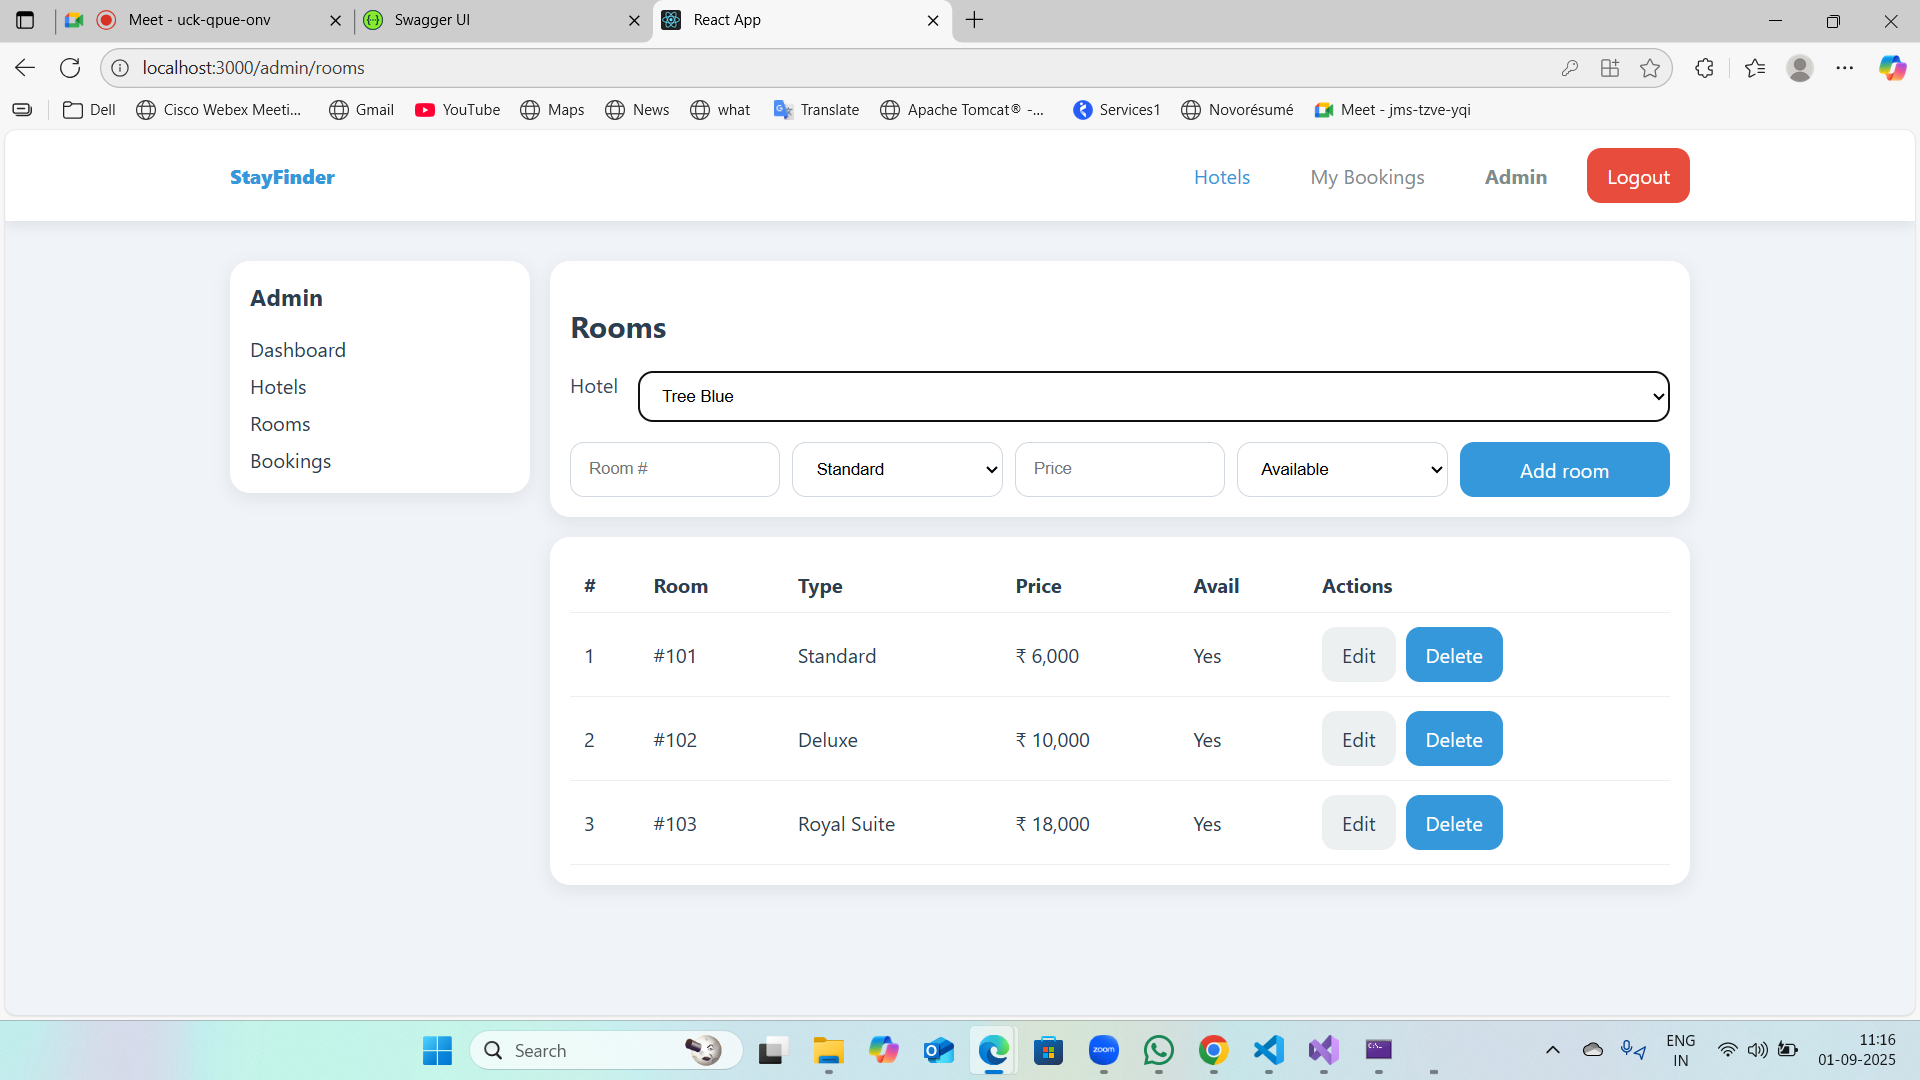 Meet - uck-qpue-onv
Swagger UI
React App
localhost:3000/admin/rooms
Dell
Cisco Webex Meeti...
Gmail
YouTube
Maps
News
what
Translate
Apache Tomcat® -...
Services1
Novorésumé
Meet - jms-tzve-yqi
StayFinder
Hotels
My Bookings
Admin
Logout
Admin
Dashboard
Hotels
Rooms
Bookings
Rooms
Hotel
Tree Blue
Room #
Standard
Price
Available
Add room
# Room Type Price Avail Actions
1 #101 Standard ₹ 6,000 Yes Edit Delete
2 #102 Deluxe ₹ 10,000 Yes Edit Delete
3 #103 Royal Suite ₹ 18,000 Yes Edit Delete
Search
zoom
ENG
IN
11:16
01-09-2025